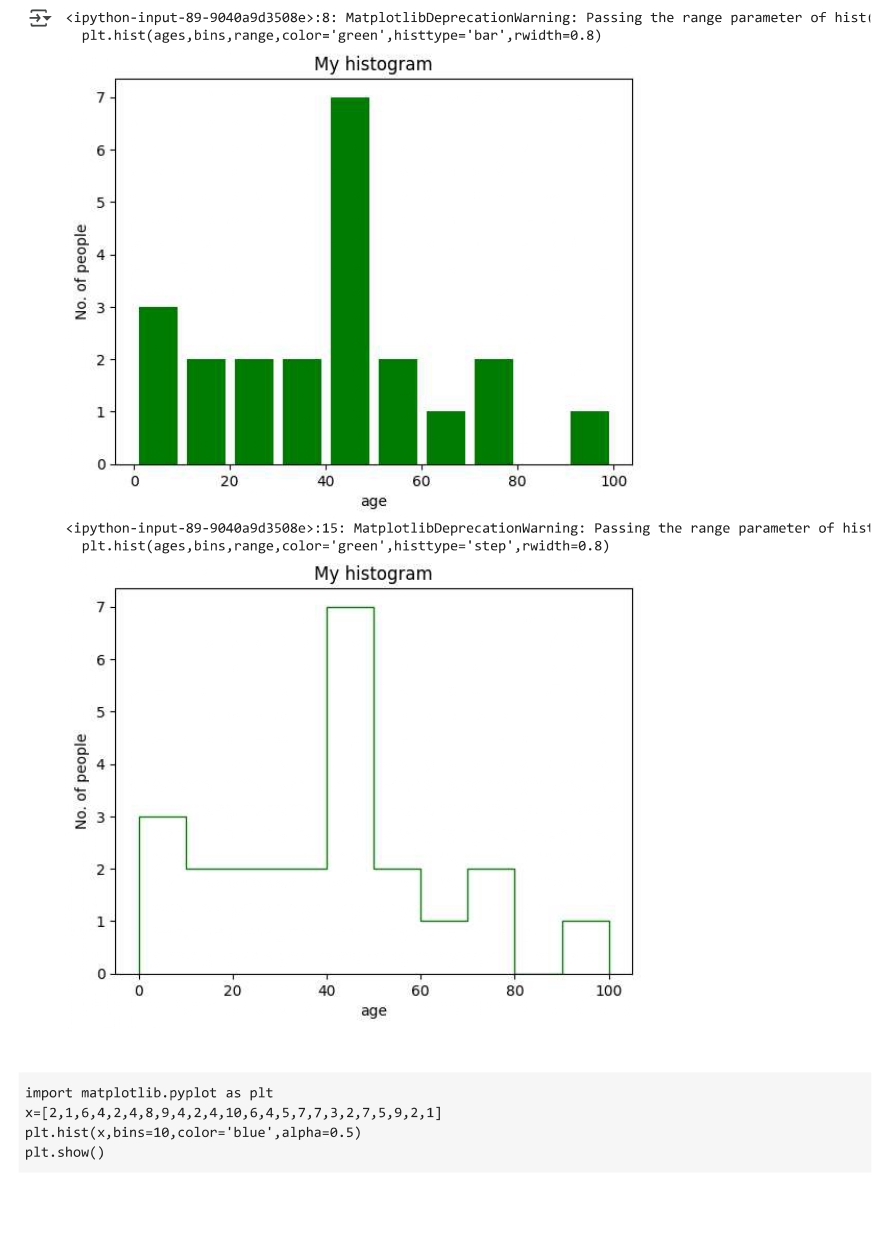 <ipython-input-89-9040a9d3508e>:8: MatplotlibDeprecationWarning: Passing the range parameter of hist(
plt.hist(ages,bins,range,color='green',histtype='bar',rwidth=0.8)
My histogram
7
6
5
4
3
2
1
0
No. of people
0 20 40 60 80 100
age
<ipython-input-89-9040a9d3508e>:15: MatplotlibDeprecationWarning: Passing the range parameter of hist
plt.hist(ages,bins,range,color='green',histtype='step',rwidth=0.8)
My histogram
7
6
5
4
3
2
1
0
No. of people
0 20 40 60 80 100
age
import matplotlib.pyplot as plt
x=[2,1,6,4,2,4,8,9,4,2,4,10,6,4,5,7,7,3,2,7,5,9,2,1]
plt.hist(x,bins=10,color='blue',alpha=0.5)
plt.show()